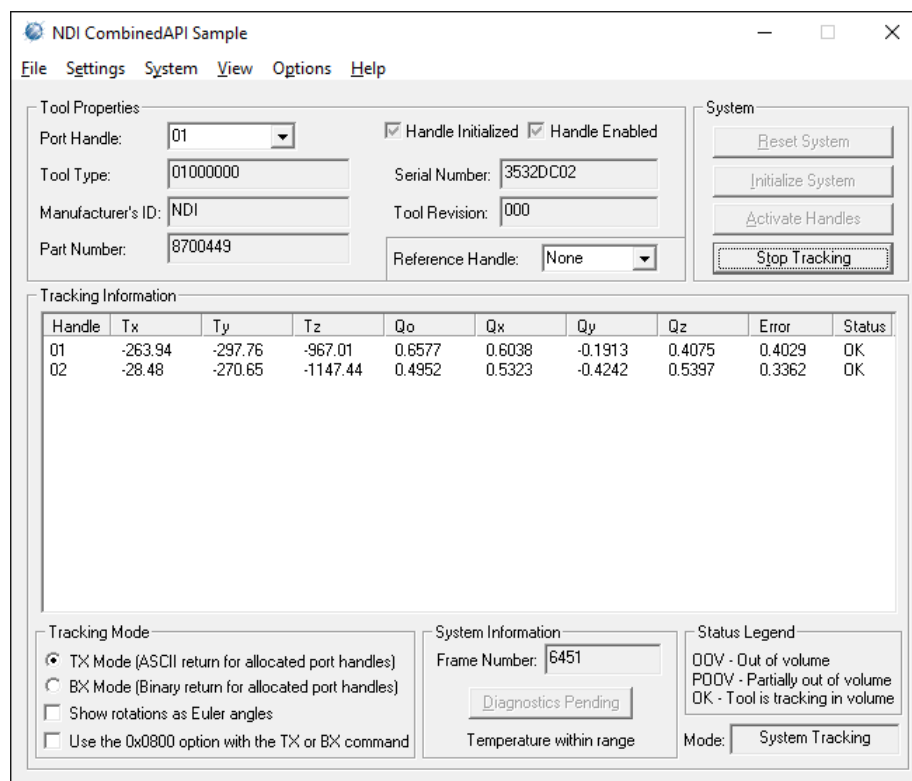 NDI CombinedAPI Sample
File Settings System View Options Help
Tool Properties
Port Handle: 01
Handle Initialized Handle Enabled
Tool Type: 01000000
Serial Number: 3532DC02
Manufacturer's ID: NDI
Tool Revision: 000
Part Number: 8700449
Reference Handle: None
System
Reset System
Initialize System
Activate Handles
Stop Tracking
Tracking Information
Handle Tx Ty Tz Qo Qx Qy Qz Error Status
01 -263.94 -297.76 -967.01 0.6577 0.6038 -0.1913 0.4075 0.4029 OK
02 -28.48 -270.65 -1147.44 0.4952 0.5323 -0.4242 0.5397 0.3362 OK
Tracking Mode
TX Mode (ASCII return for allocated port handles)
BX Mode (Binary return for allocated port handles)
Show rotations as Euler angles
Use the 0x0800 option with the TX or BX command
System Information
Frame Number: 6451
Diagnostics Pending
Temperature within range
Status Legend
OOV - Out of volume
POOV - Partially out of volume
OK - Tool is tracking in volume
Mode: System Tracking